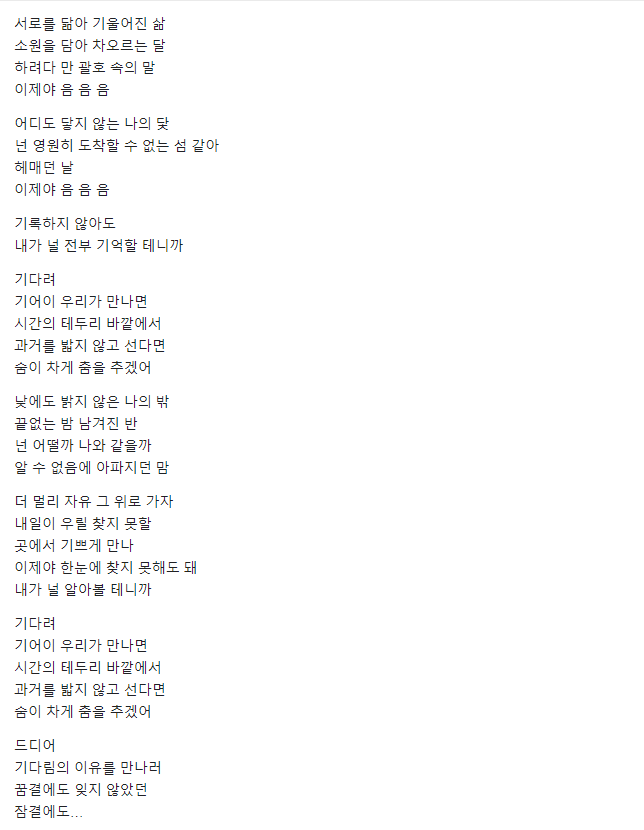 서로를 닮아 기울어진 삶
소원을 담아 차오르는 달
하려다 만 괄호 속의 말
이제야 음 음 음
어디도 닿지 않는 나의 닻
넌 영원히 도착할 수 없는 섬 같아
헤매던 날
이제야 음 음 음
기록하지 않아도
내가 널 전부 기억할 테니까
기다려
기어이 우리가 만나면
시간의 테두리 바깥에서
과거를 밟지 않고 선다면
숨이 차게 춤을 추겠어
낮에도 밝지 않은 나의 밖
끝없는 밤 남겨진 반
넌 어떨까 나와 같을까
알 수 없음에 아파지던 맘
더 멀리 자유 그 위로 가자
내일이 우릴 찾지 못할
곳에서 기쁘게 만나
이제야 한눈에 찾지 못해도 돼
내가 널 알아볼 테니까
기다려
기어이 우리가 만나면
시간의 테두리 바깥에서
과거를 밟지 않고 선다면
숨이 차게 춤을 추겠어
드디어
기다림의 이유를 만나러
꿈결에도 잊지 않았던
잠결에도...